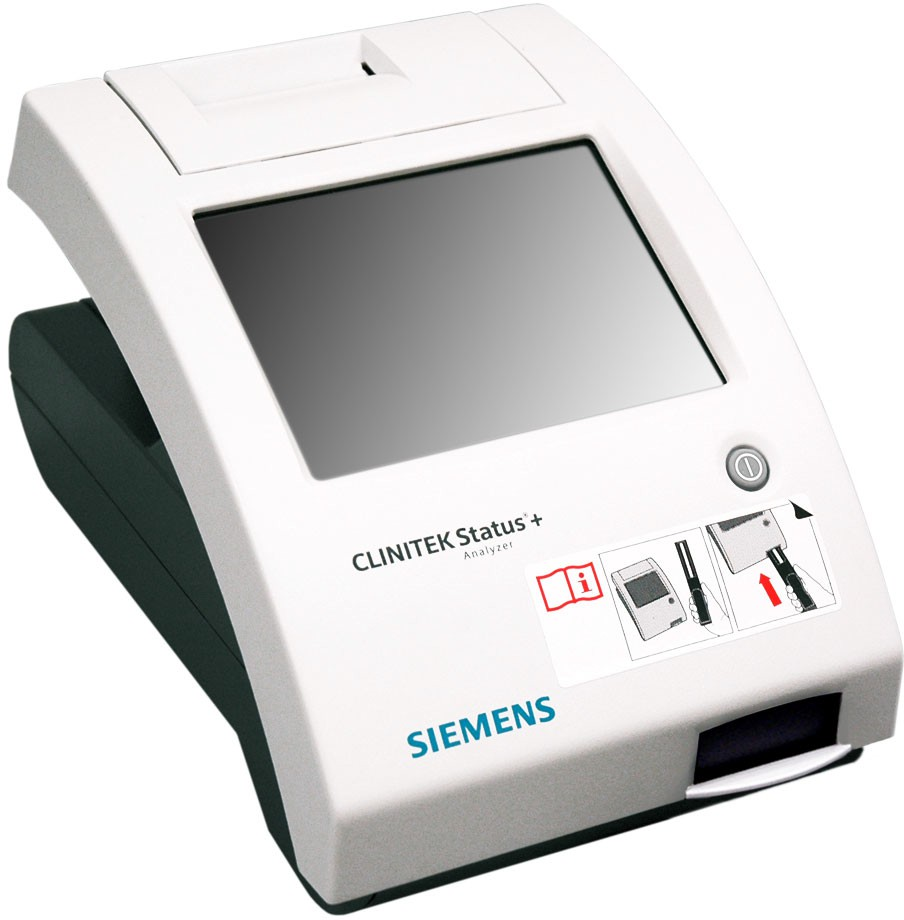 CLINITEK Status®+
Analyzer
i
SIEMENS